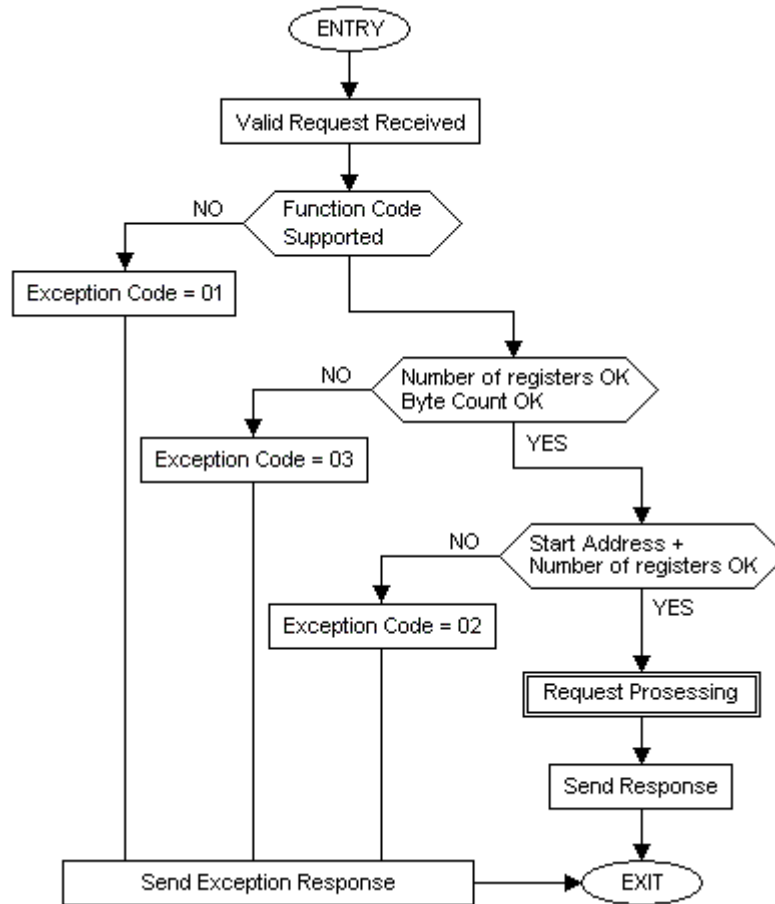 ENTRY
Valid Request Received
NO
Function Code
Supported
Exception Code = 01
NO
Number of registers OK
Byte Count OK
YES
Exception Code = 03
NO
Start Address +
Number of registers OK
YES
Exception Code = 02
Request Prosessing
Send Response
Send Exception Response
EXIT